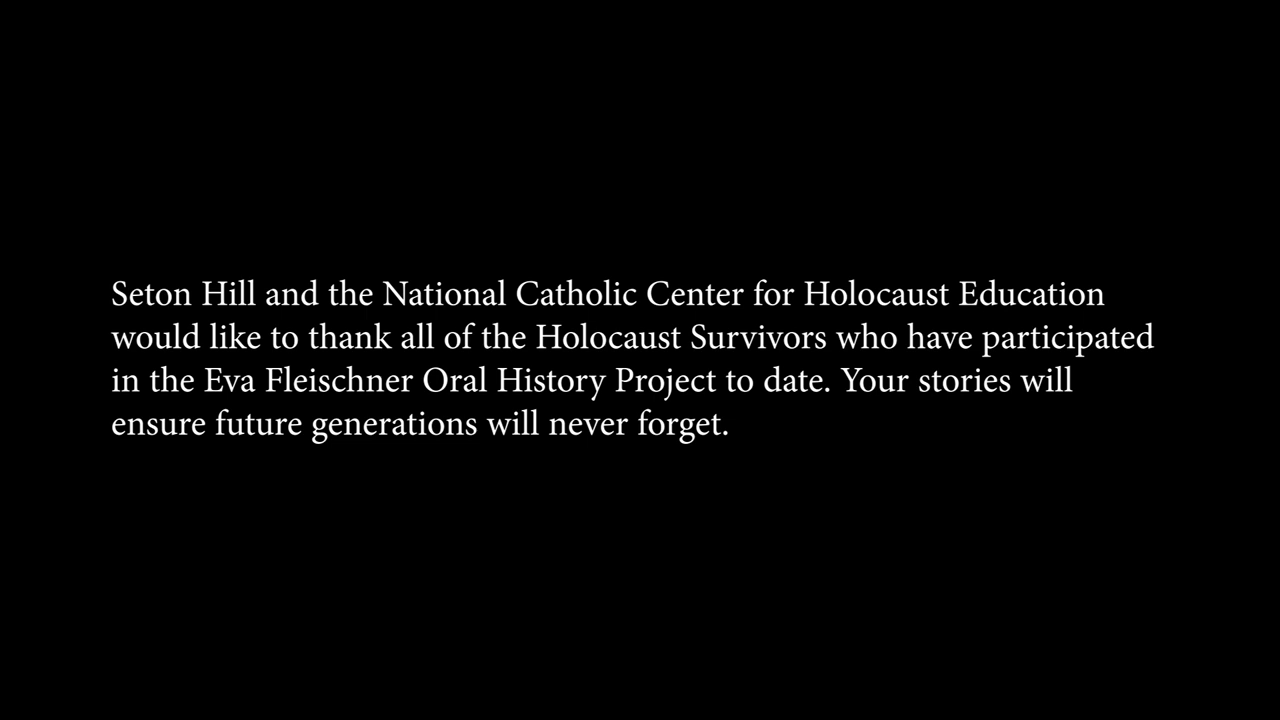 Seton Hill and the National Catholic Center for Holocaust Education
would like to thank all of the Holocaust Survivors who have participated
in the Eva Fleischner Oral History Project to date. Your stories will
ensure future generations will never forget.